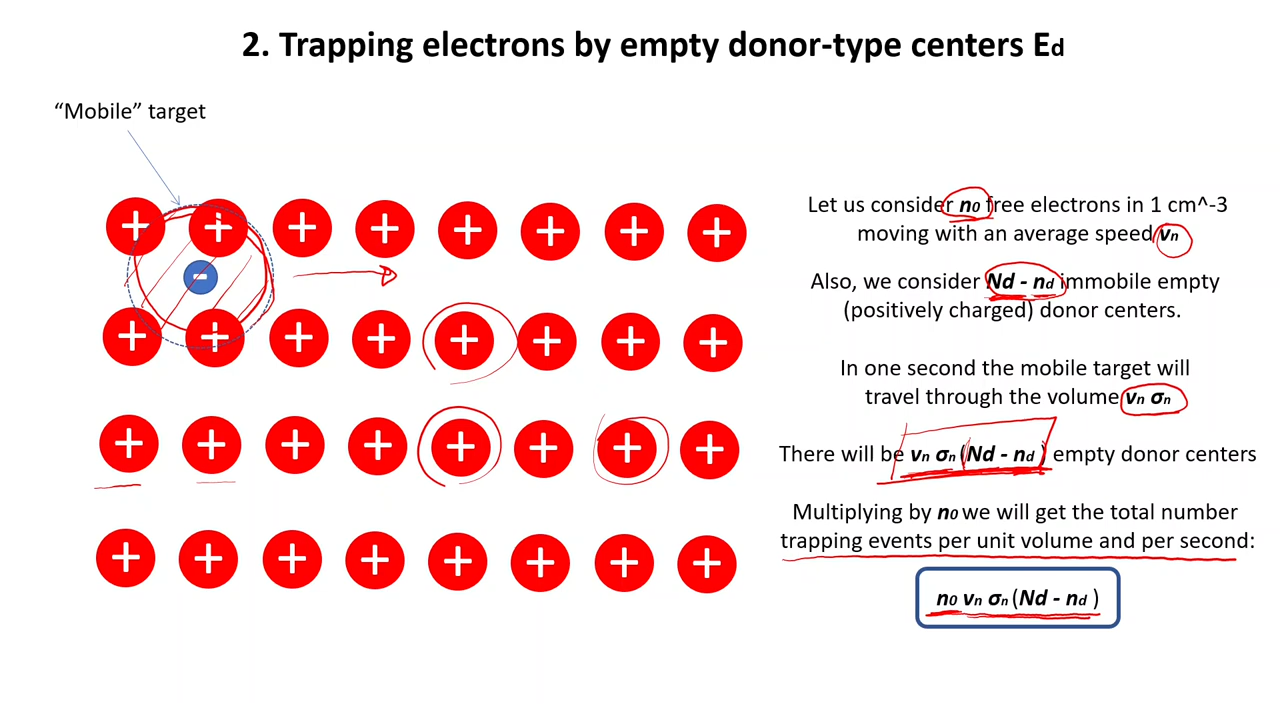 2. Trapping electrons by empty donor-type centers Ed
“Mobile” target
+ + + + + + + +
-
+ + + + + + + +
+ + + + + + + +
+ + + + + + + +
Let us consider n0 free electrons in 1 cm^-3
moving with an average speed vn
Also, we consider Nd - nd immobile empty
(positively charged) donor centers.
In one second the mobile target will
travel through the volume vn σn
There will be vn σn (Nd - nd ) empty donor centers
Multiplying by n0 we will get the total number
trapping events per unit volume and per second:
n0 vn σn (Nd - nd )